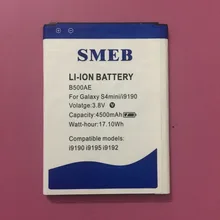 SMEB
LI-ION BATTERY
B500AE
For Galaxy S4mini/i9190
Voltage:3.8V
Capacity:4500mAh
Watt-hour:17.10Wh
Compatible models:
i9190 i9195 i9192